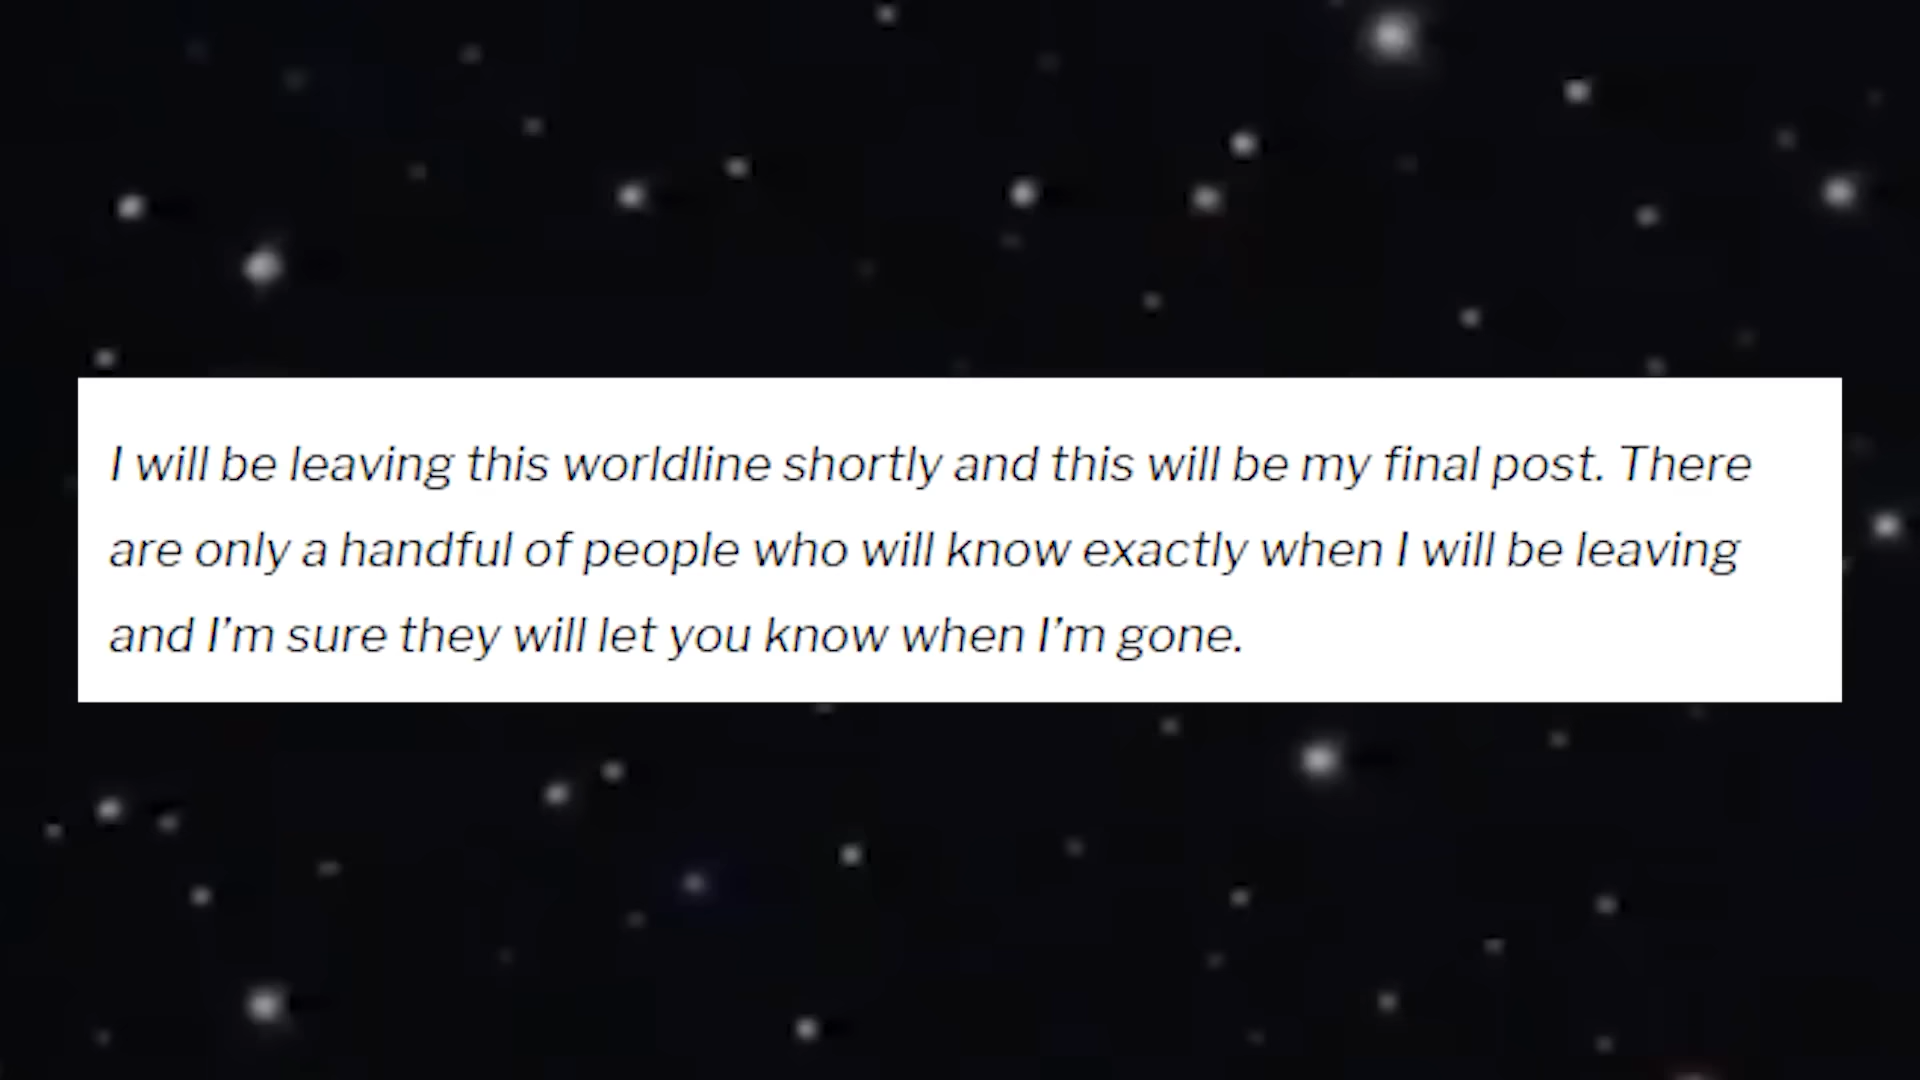 I will be leaving this worldline shortly and this will be my final post. There
are only a handful of people who will know exactly when I will be leaving
and I’m sure they will let you know when I’m gone.